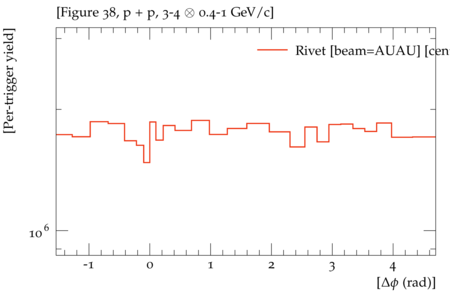 [Figure 38, p + p, 3-4 ⊗ 0.4-1 GeV/c]
[Per-trigger yield]
Rivet [beam=AUAU] [cen
10⁶
-1 0 1 2 3 4
[Δϕ (rad)]